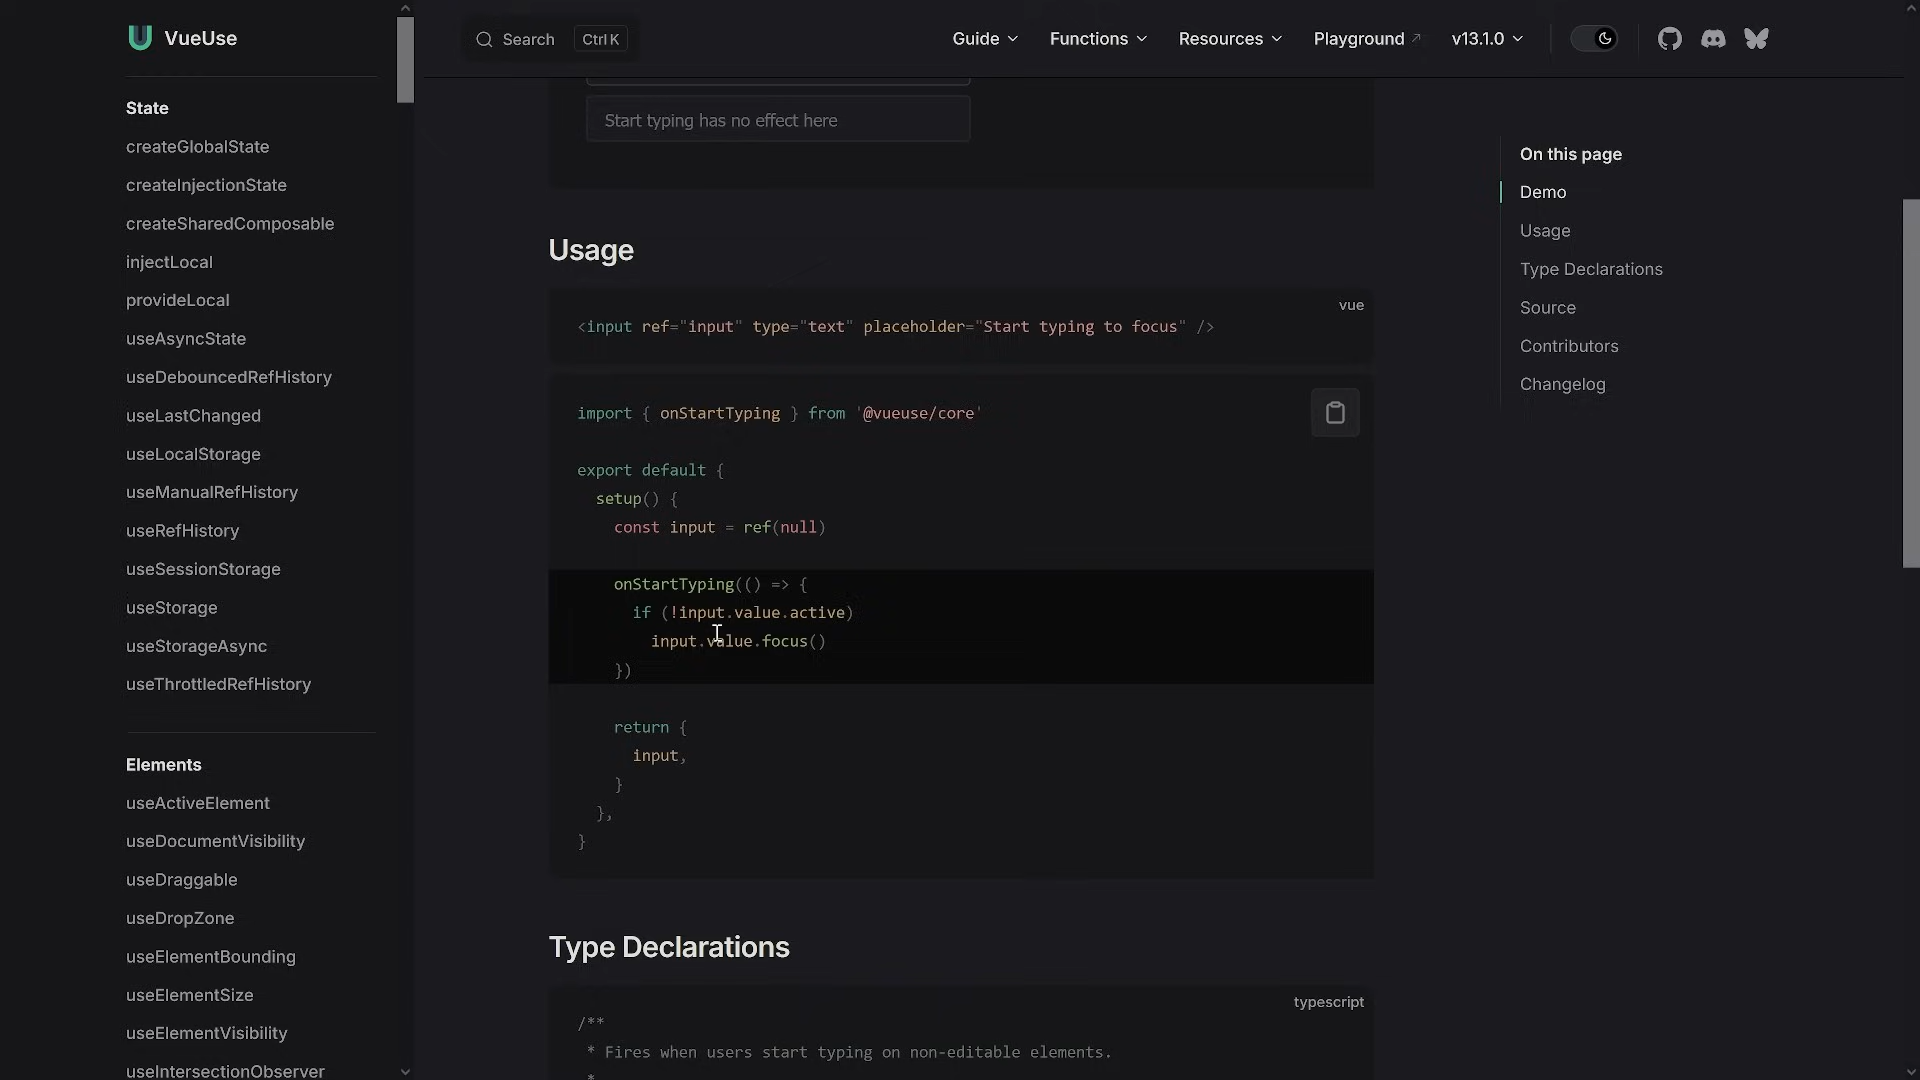 VueUse
Search
Ctrl K
Guide
Functions
Resources
Playground
v13.1.0
State
createGlobalState
createInjectionState
createSharedComposable
injectLocal
provideLocal
useAsyncState
useDebouncedRefHistory
useLastChanged
useLocalStorage
useManualRefHistory
useRefHistory
useSessionStorage
useStorage
useStorageAsync
useThrottledRefHistory
Elements
useActiveElement
useDocumentVisibility
useDraggable
useDropZone
useElementBounding
useElementSize
useElementVisibility
useIntersectionObserver
Start typing has no effect here
Usage
vue
<input ref="input" type="text" placeholder="Start typing to focus" />
import { onStartTyping } from '@vueuse/core'
export default {
setup() {
const input = ref(null)
onStartTyping(() => {
if (!input.value.active)
input.value.focus()
})
return {
input,
}
},
}
Type Declarations
typescript
/**
* Fires when users start typing on non-editable elements.
*
On this page
Demo
Usage
Type Declarations
Source
Contributors
Changelog